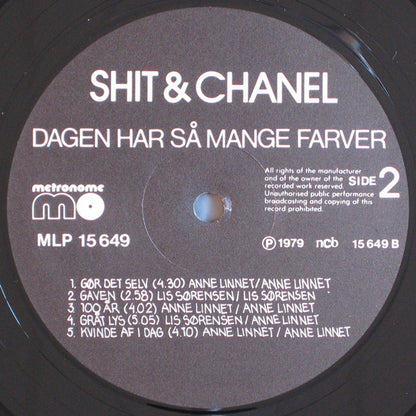 SHIT & CHANEL
DAGEN HAR SÅ MANGE FARVER
metronome
mo
MLP 15 649
All rights of the manufacturer
and of the owner of the
recorded work reserved.
Unauthorised public performance
broadcasting and copying of this
record prohibited.
SIDE 2
Ⓟ 1979 ncb 15 649 B
1. GØR DET SELV (4.30) ANNE LINNET/ANNE LINNET
2. GAVEN (2.58) LIS SØRENSEN/LIS SØRENSEN
3. 100 ÅR (4.02) ANNE LINNET/ANNE LINNET
4. GRÅT LYS (5.05) LIS SØRENSEN/ANNE LINNET
5. KVINDE AF I DAG (4.10) ANNE LINNET/ANNE LINNET